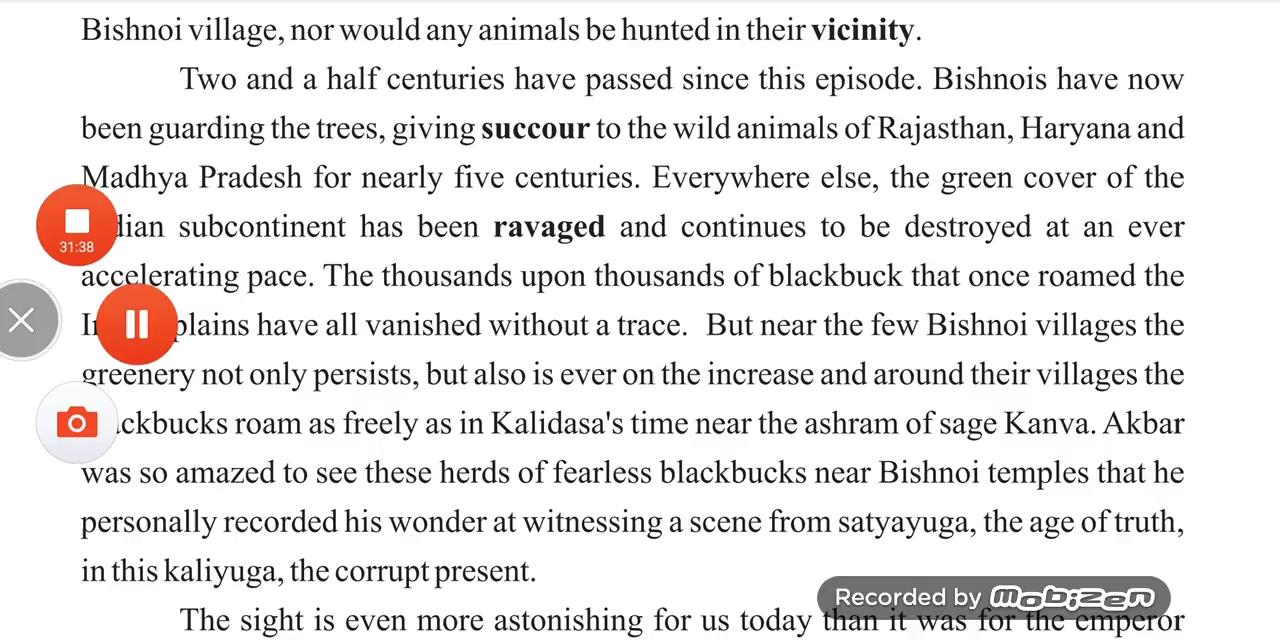 Bishnoi village, nor would any animals be hunted in their vicinity.
Two and a half centuries have passed since this episode. Bishnois have now
been guarding the trees, giving succour to the wild animals of Rajasthan, Haryana and
Madhya Pradesh for nearly five centuries. Everywhere else, the green cover of the
subcontinent has been ravaged and continues to be destroyed at an ever
31:38
accelerating pace. The thousands upon thousands of blackbuck that once roamed the
plains have all vanished without a trace. But near the few Bishnoi villages the
greenery not only persists, but also is ever on the increase and around their villages the
roam as freely as in Kalidasa's time near the ashram of sage Kanva. Akbar
was so amazed to see these herds of fearless blackbucks near Bishnoi temples that he
personally recorded his wonder at witnessing a scene from satyayuga, the age of truth,
in this kaliyuga, the corrupt present.
Recorded by Mobizen
The sight is even more astonishing for us today than it was for the emperor